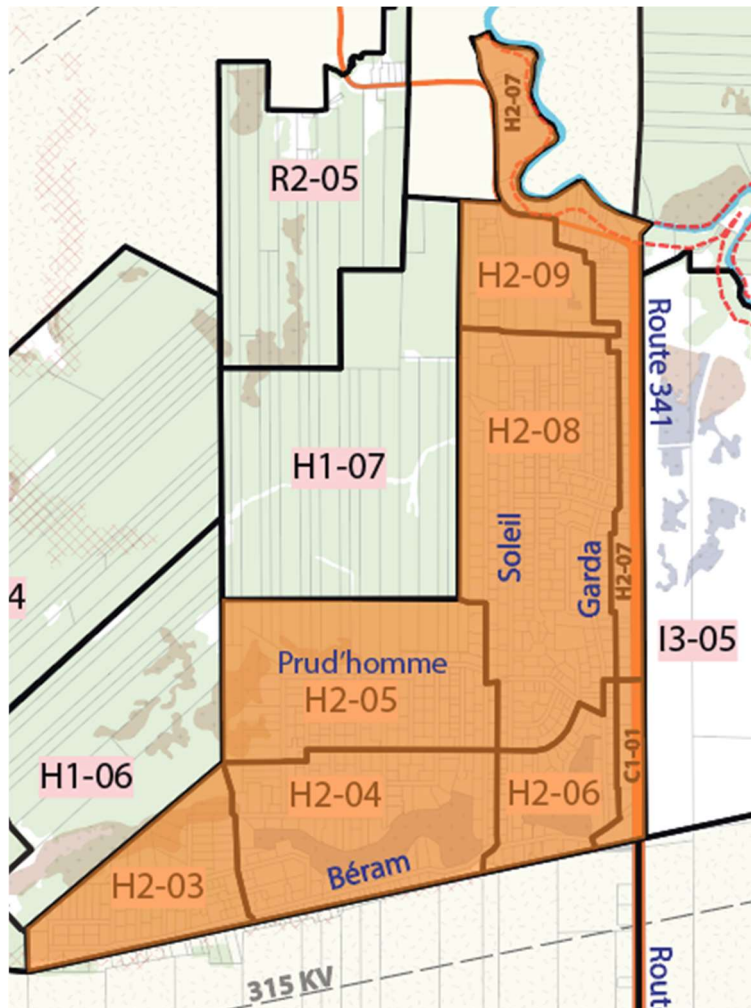 H2-07
R2-05
H2-09
Route 341
H2-08
H1-07
Soleil
Garda
H2-07
4
I3-05
Prud'homme
H2-05
C1-01
H1-06
H2-04
H2-06
Béram
H2-03
315 KV
Rout